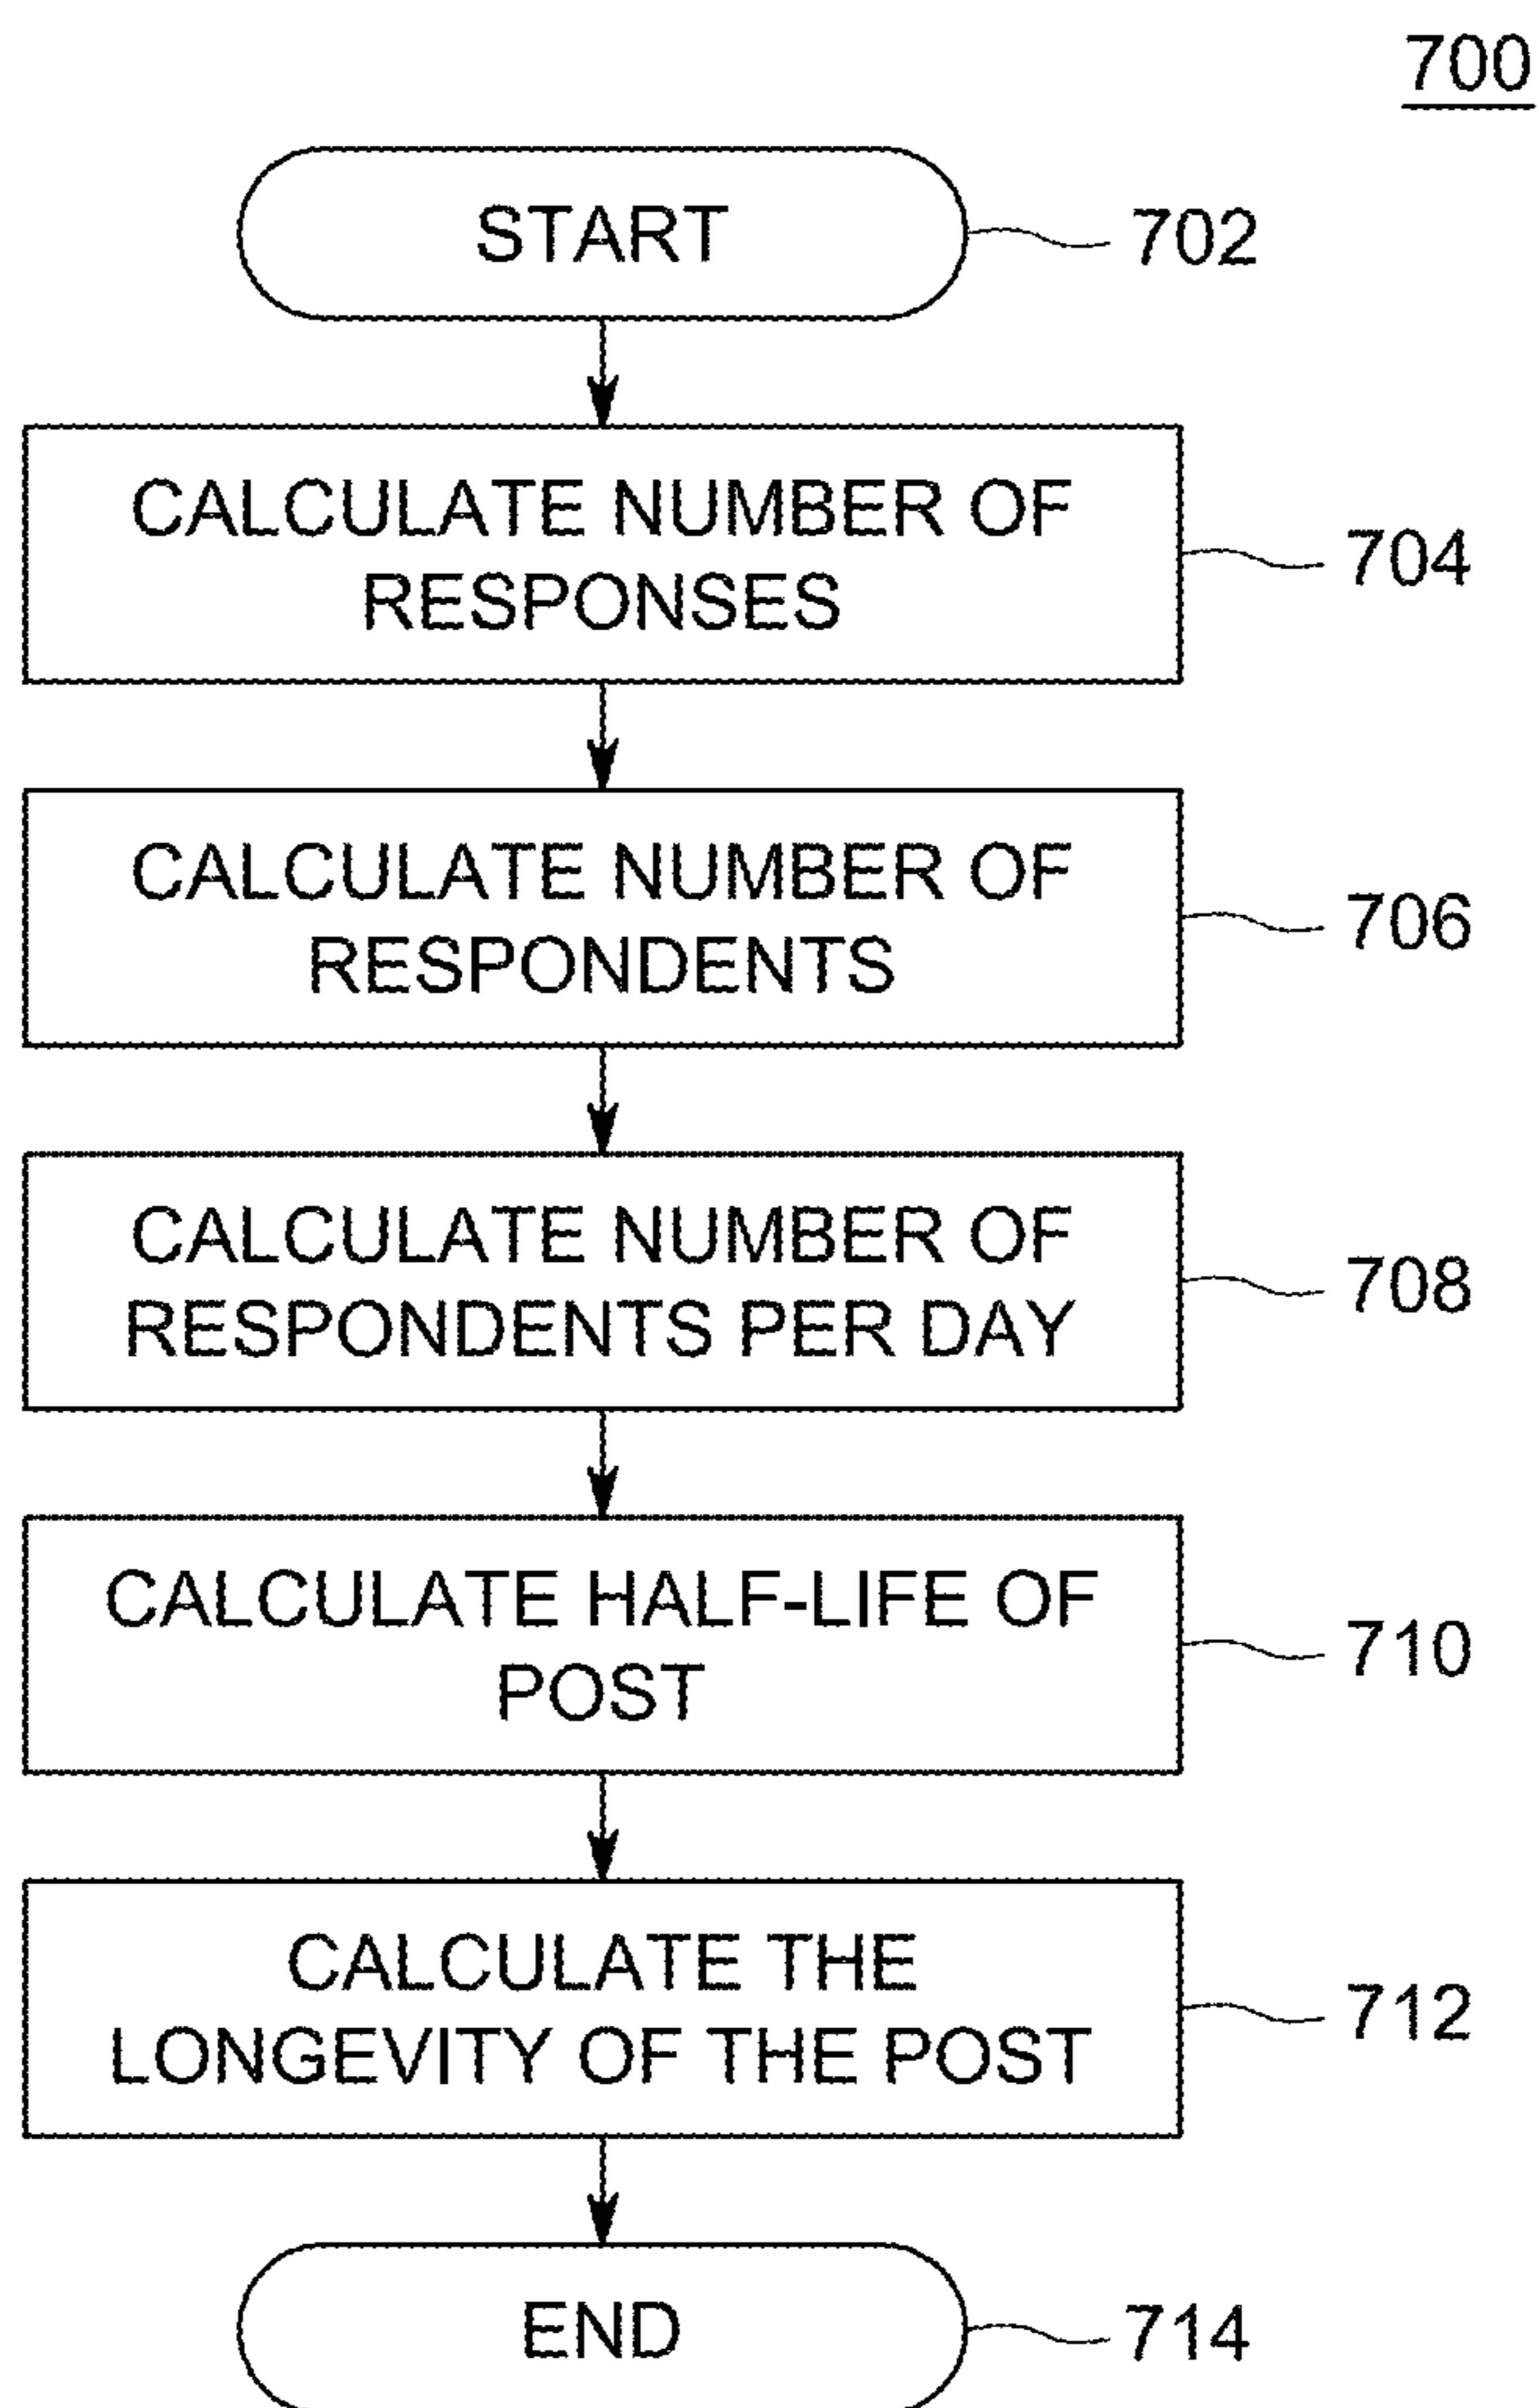 700
START
702
CALCULATE NUMBER OF
RESPONSES
704
CALCULATE NUMBER OF
RESPONDENTS
706
CALCULATE NUMBER OF
RESPONDENTS PER DAY
708
CALCULATE HALF-LIFE OF
POST
710
CALCULATE THE
LONGEVITY OF THE POST
712
END
714